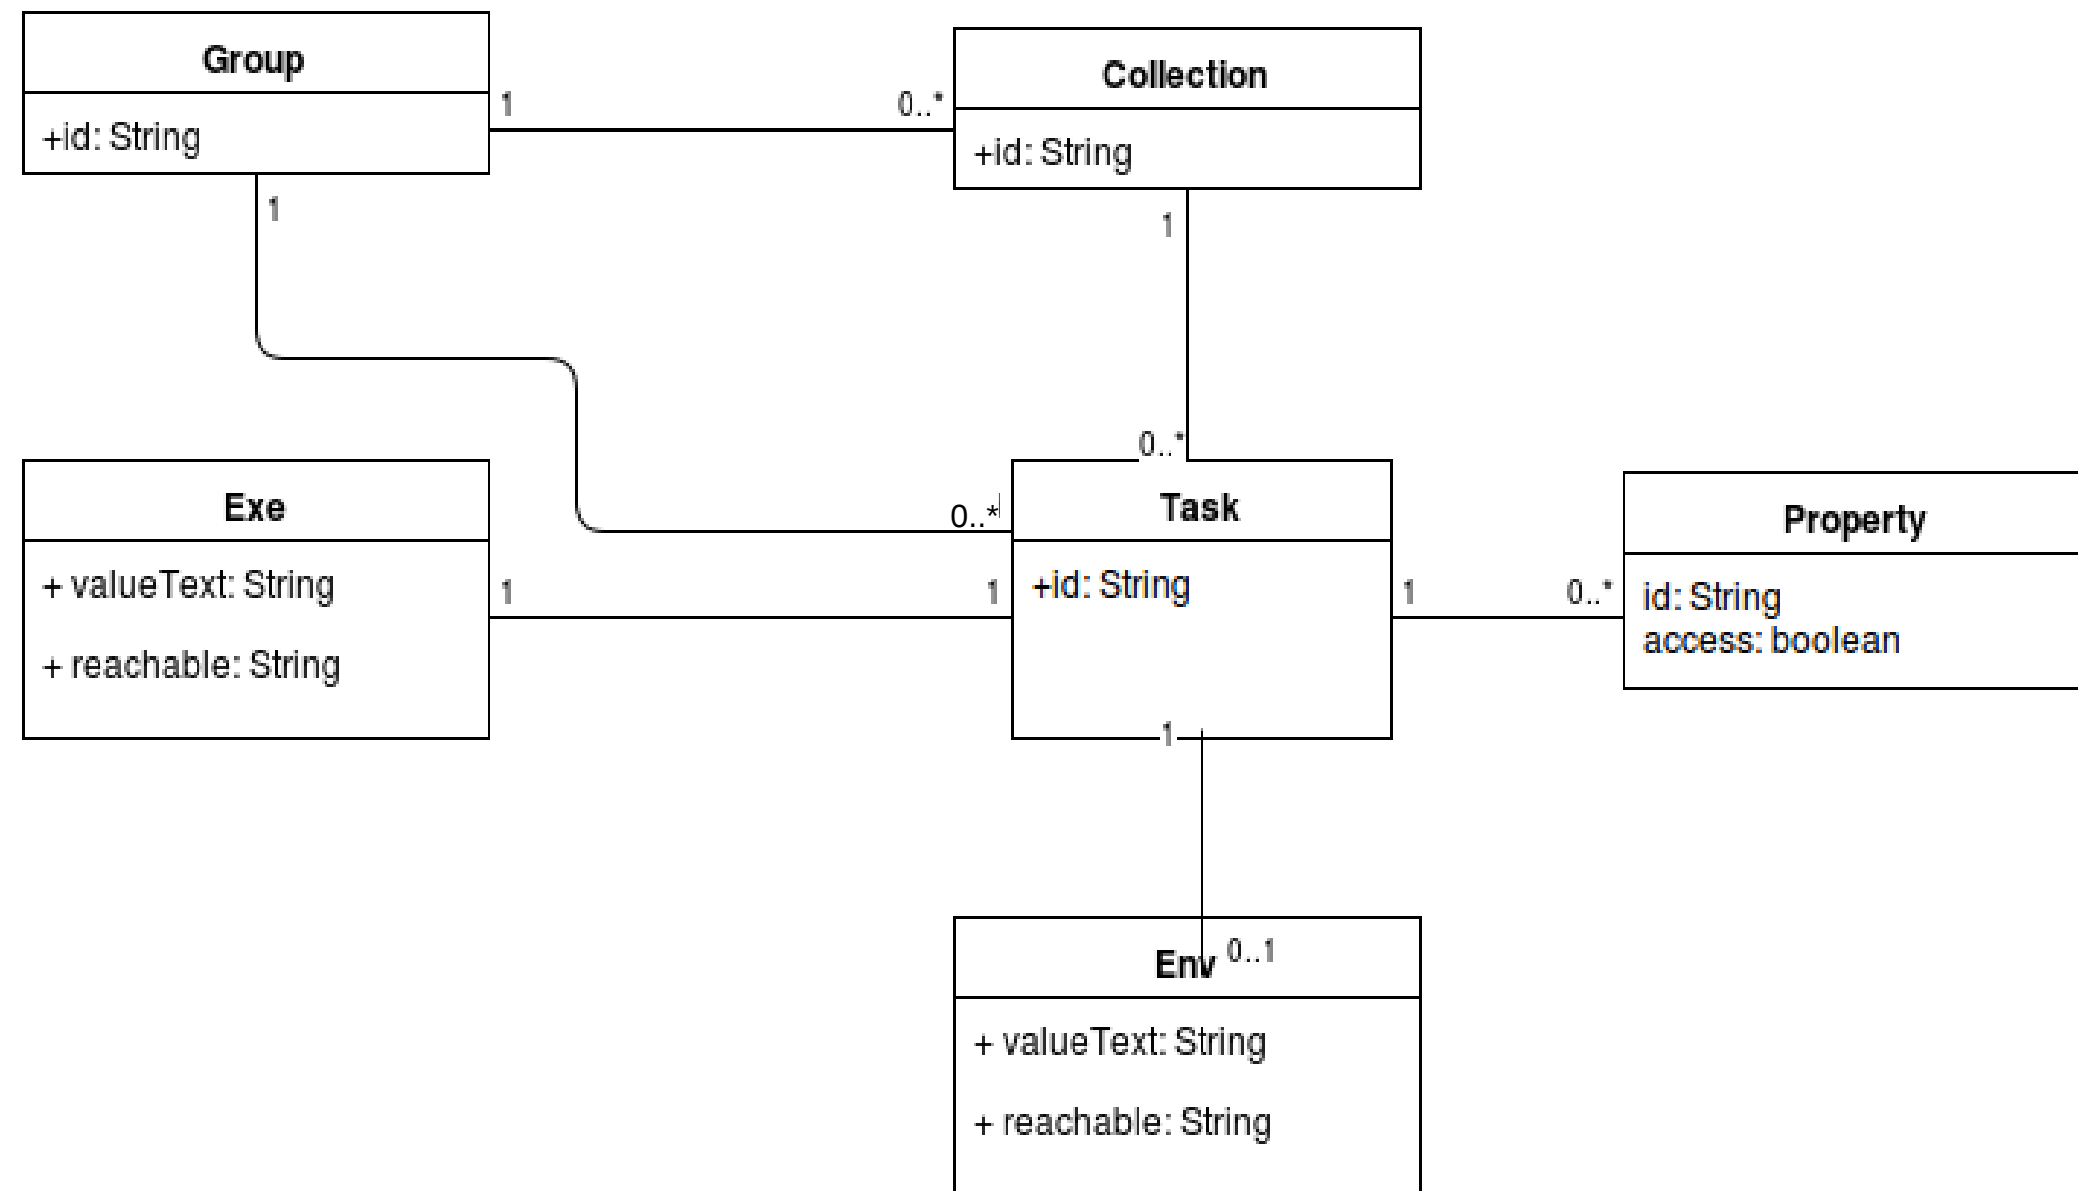 Group
+id: String
1
0..*
Collection
+id: String
1
1
0..*
Exe
+ valueText: String
+ reachable: String
1
0..*
1
Task
+id: String
1
1
0..*
Property
id: String
access: boolean
Env
0..1
+ valueText: String
+ reachable: String